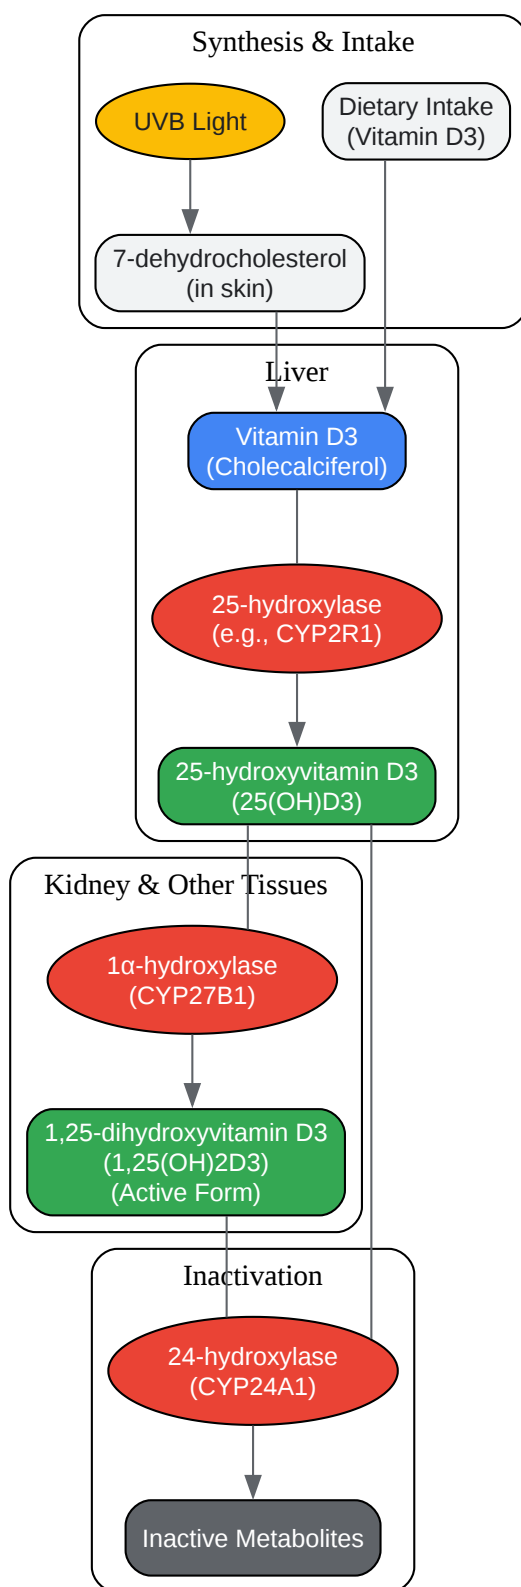 Synthesis & Intake
UVB Light
Dietary Intake
(Vitamin D3)
7-dehydrocholesterol
(in skin)
Liver
Vitamin D3
(Cholecalciferol)
25-hydroxylase
(e.g., CYP2R1)
25-hydroxyvitamin D3
(25(OH)D3)
Kidney & Other Tissues
1α-hydroxylase
(CYP27B1)
1,25-dihydroxyvitamin D3
(1,25(OH)2D3)
(Active Form)
Inactivation
24-hydroxylase
(CYP24A1)
Inactive Metabolites